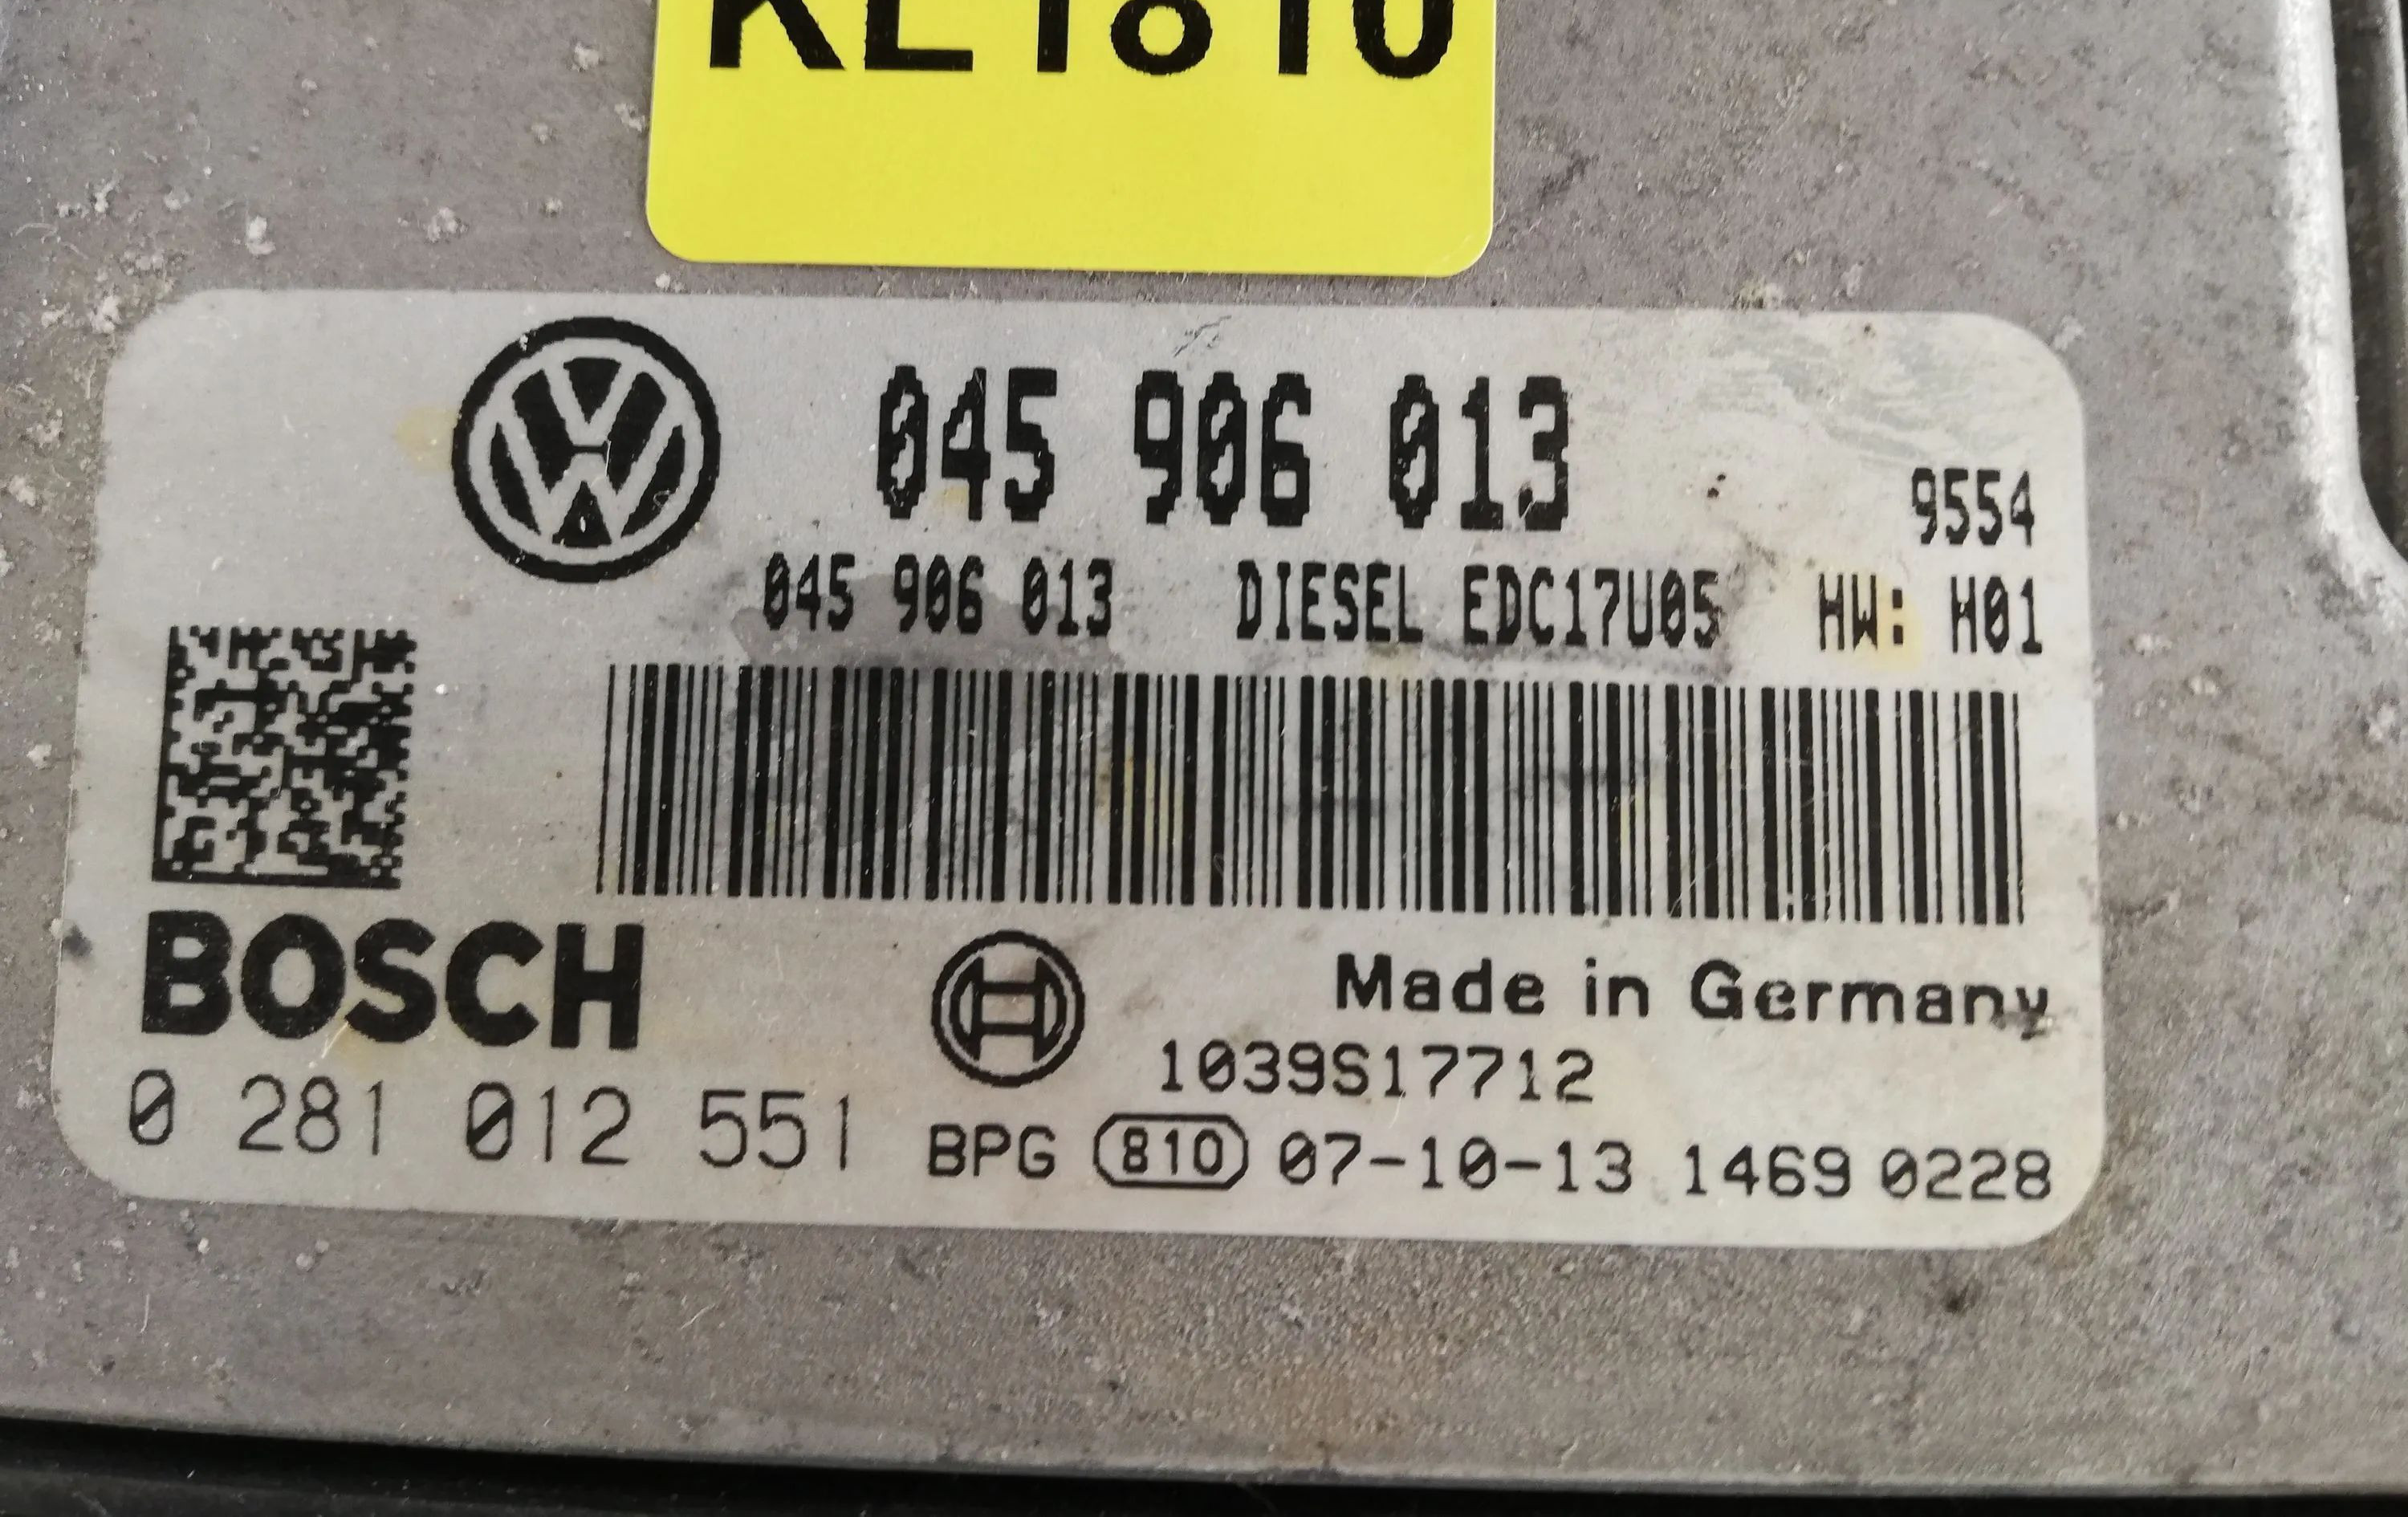 KL1810
045 906 013
9554
045 906 013 DIESEL EDC17U05 HW: H01
BOSCH
Made in Germany
1039S17712
0 281 012 551 BPG 810 07-10-13 1469 0228